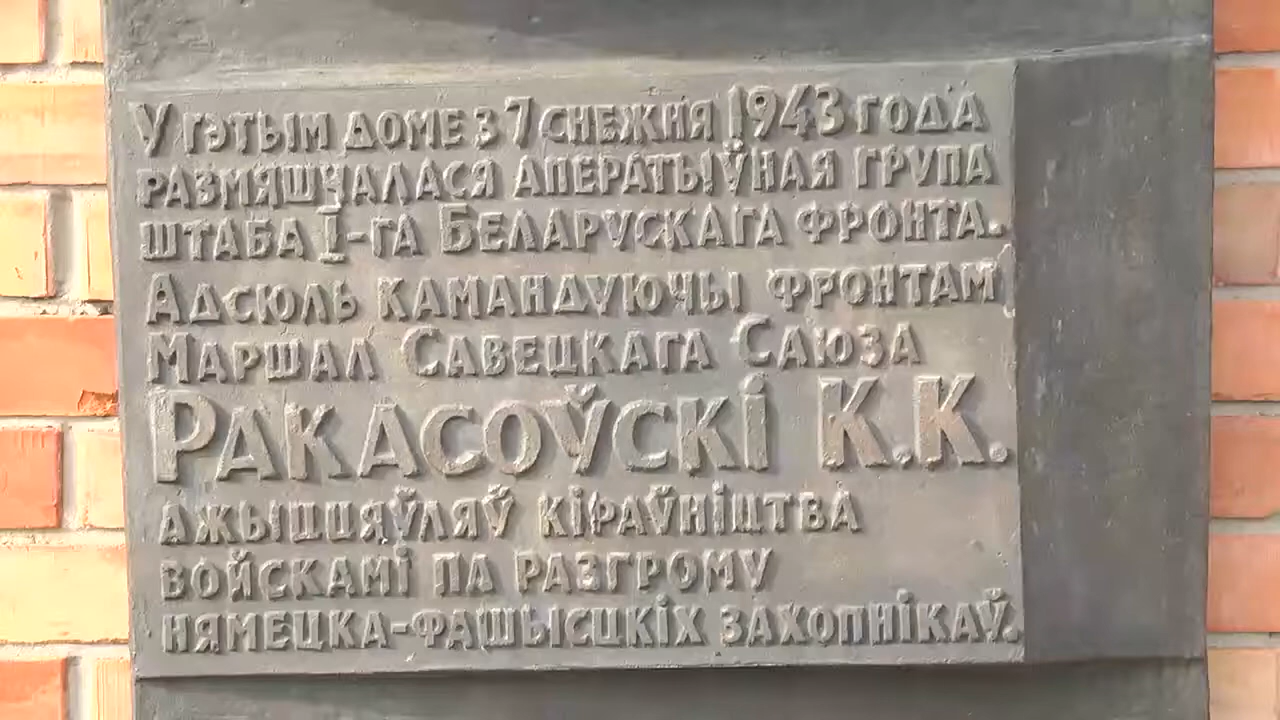 У гэтым доме з 7 снежня 1943 года
размяшчалася аператыўная група
штаба I-га Беларускага фронта.
Адсюль камандуючы фронтам
Маршал Савецкага Саюза
Ракасоўскі К.К.
ажыццяўляў кіраўніцтва
войскамі па разгрому
нямецка-фашысцкіх захопнікаў.